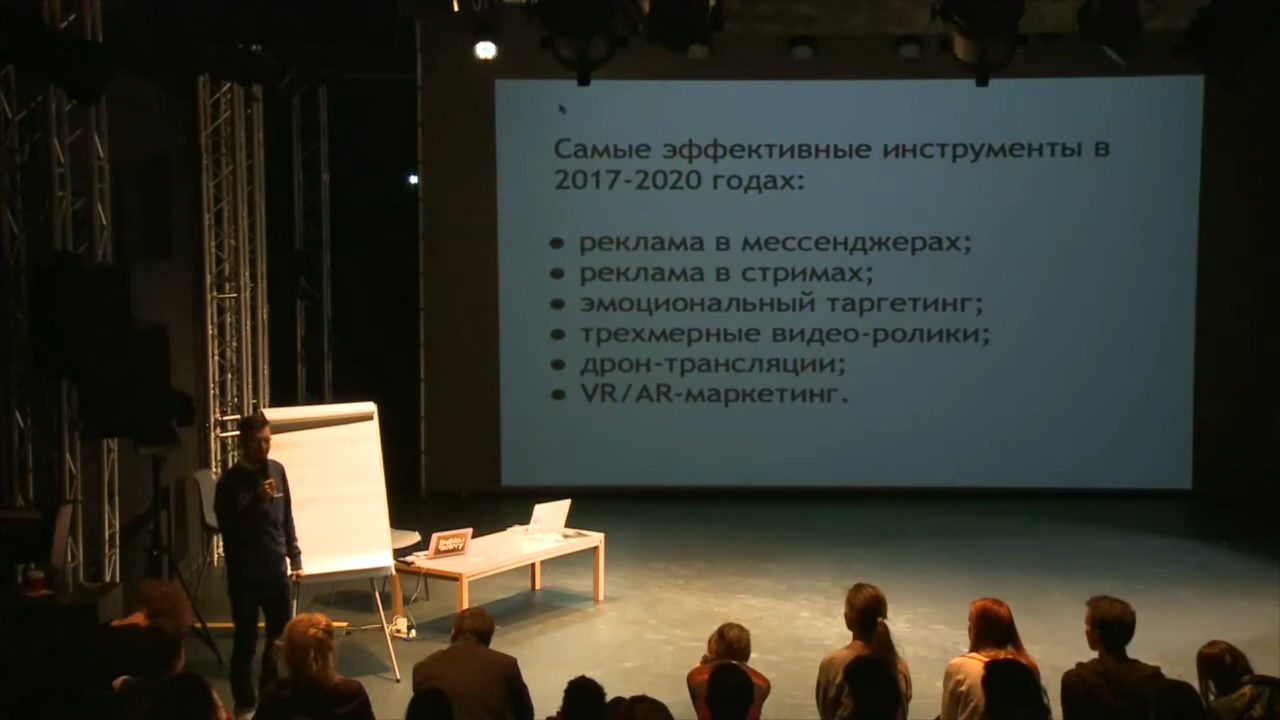 Самые эффективные инструменты в
2017-2020 годах:
● реклама в мессенджерах;
● реклама в стримах;
● эмоциональный таргетинг;
● трехмерные видео-ролики;
● дрон-трансляции;
● VR/AR-маркетинг.